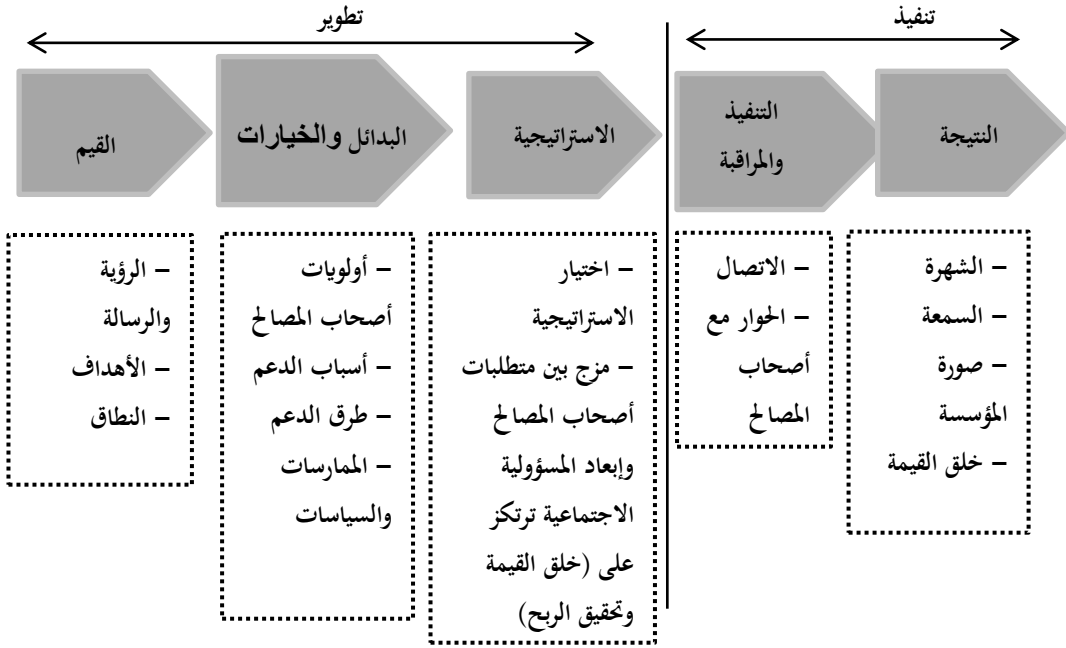 تطوير
تنفيذ
القيم
البدائل والخيارات
الاستراتيجية
التنفيذ
والمراقبة
النتيجة
– الرؤية
والرسالة
– الأهداف
– النطاق
– أولويات
أصحاب المصالح
– أسباب الدعم
– طرق الدعم
– الممارسات
والسياسات
– اختيار
الاستراتيجية
– مزج بين متطلبات
أصحاب المصالح
وإبعاد المسؤولية
الاجتماعية ترتكز
على (خلق القيمة
وتحقيق الربح)
– الاتصال
– الحوار مع
أصحاب
المصالح
– الشهرة
– السمعة
– صورة
المؤسسة
– خلق القيمة